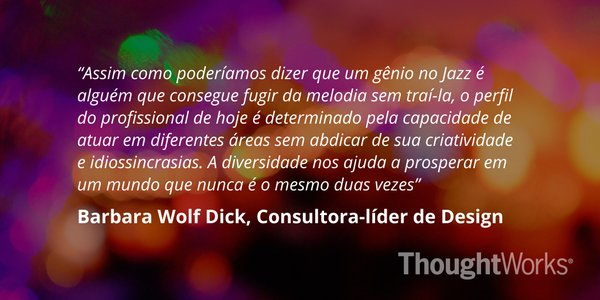 “Assim como poderíamos dizer que um gênio no Jazz é
alguém que consegue fugir da melodia sem traí-la, o perfil
do profissional de hoje é determinado pela capacidade de
atuar em diferentes áreas sem abdicar de sua criatividade
e idiossincrasias. A diversidade nos ajuda a prosperar em
um mundo que nunca é o mesmo duas vezes”
Barbara Wolf Dick, Consultora-líder de Design
ThoughtWorks®